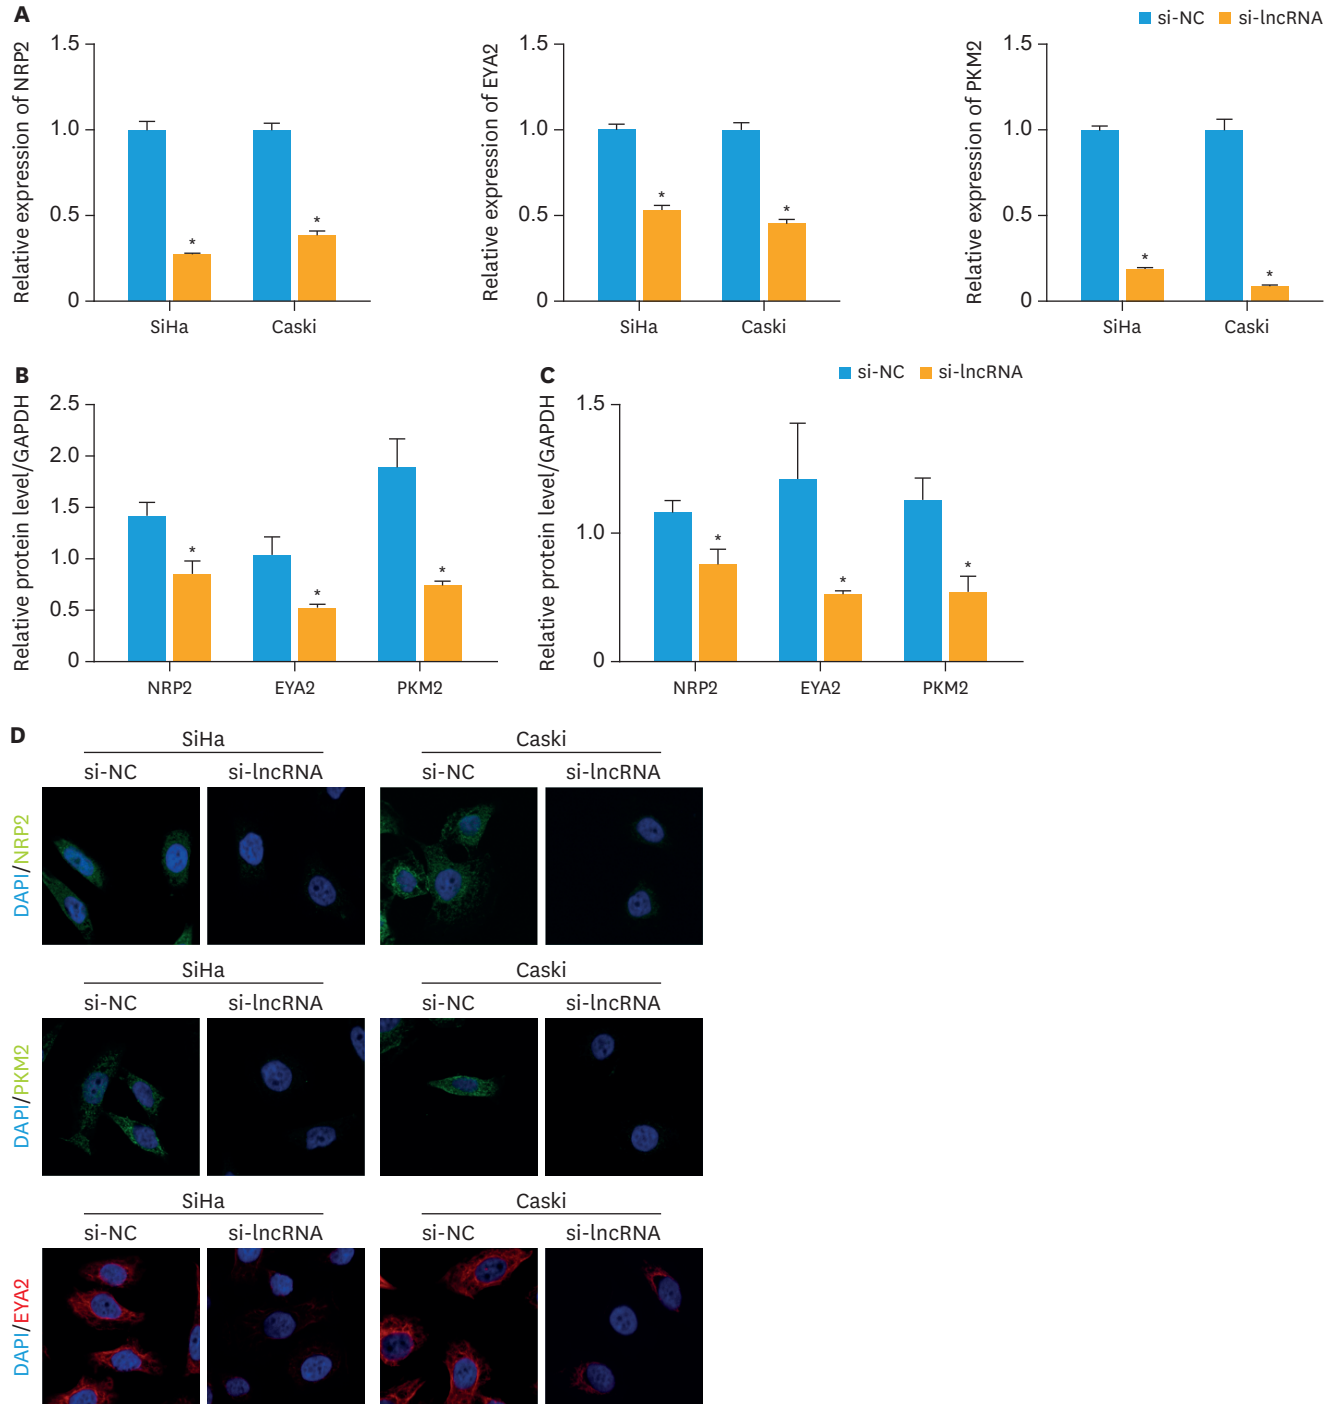 A
si-NC si-lncRNA
Relative expression of NRP2
1.5
1.0
0.5
0
* *
SiHa Caski
Relative expression of EYA2
1.5
1.0
0.5
0
* *
SiHa Caski
Relative expression of PKM2
1.5
1.0
0.5
0
* *
SiHa Caski
B
Relative protein level/GAPDH
2.5
2.0
1.5
1.0
0.5
0
* * *
NRP2 EYA2 PKM2
C
si-NC si-lncRNA
Relative protein level/GAPDH
1.5
1.0
0
* * *
NRP2 EYA2 PKM2
D
SiHa Caski
si-NC si-lncRNA si-NC si-lncRNA
DAPI/NRP2
SiHa Caski
si-NC si-lncRNA si-NC si-lncRNA
DAPI/PKM2
SiHa Caski
si-NC si-lncRNA si-NC si-lncRNA
DAPI/EYA2